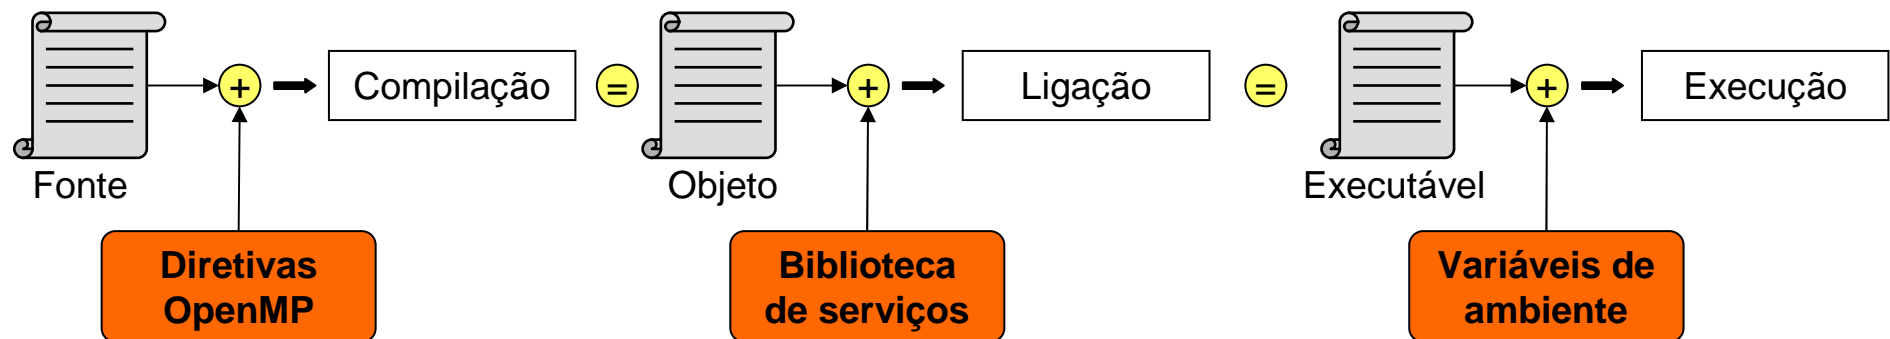 + Compilação = + Ligação = + Execução
Fonte Objeto Executável
Diretivas
OpenMP
Biblioteca
de serviços
Variáveis de
ambiente